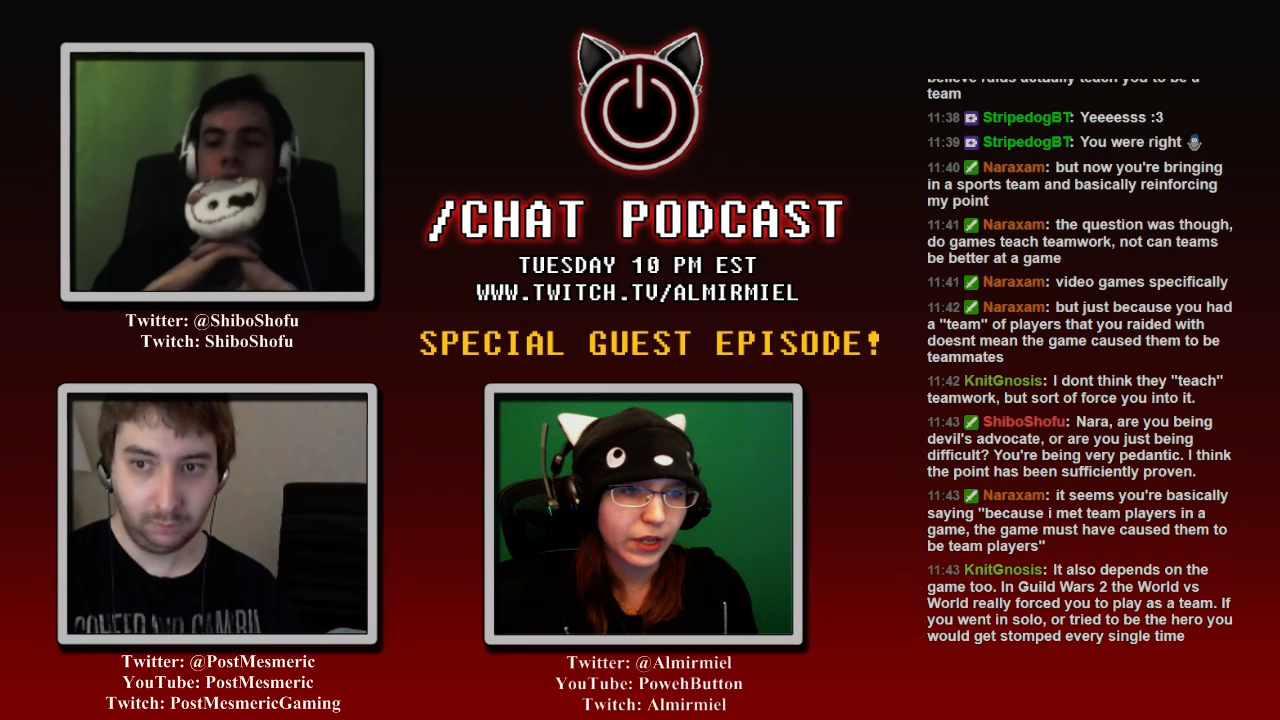 /CHAT PODCAST
TUESDAY 10 PM EST
WWW.TWITCH.TV/ALMIRMIEL
SPECIAL GUEST EPISODE!
Twitter: @ShiboShofu
Twitch: ShiboShofu
COHEED AND CAMBRIA
Twitter: @PostMesmeric
YouTube: PostMesmeric
Twitch: PostMesmericGaming
Twitter: @Almirmiel
YouTube: PowehButton
Twitch: Almirmiel
believe raids actually teach you to be a
team
11:38 StripedogBT: Yeeeesss :3
11:39 StripedogBT: You were right
11:40 Naraxam: but now you're bringing
in a sports team and basically reinforcing
my point
11:41 Naraxam: the question was though,
do games teach teamwork, not can teams
be better at a game
11:41 Naraxam: video games specifically
11:42 Naraxam: but just because you had
a "team" of players that you raided with
doesnt mean the game caused them to be
teammates
11:42 KnitGnosis: I dont think they "teach"
teamwork, but sort of force you into it.
11:43 ShiboShofu: Nara, are you being
devil's advocate, or are you just being
difficult? You're being very pedantic. I think
the point has been sufficiently proven.
11:43 Naraxam: it seems you're basically
saying "because i met team players in a
game, the game must have caused them to
be team players"
11:43 KnitGnosis: It also depends on the
game too. In Guild Wars 2 the World vs
World really forced you to play as a team. If
you went in solo, or tried to be the hero you
would get stomped every single time